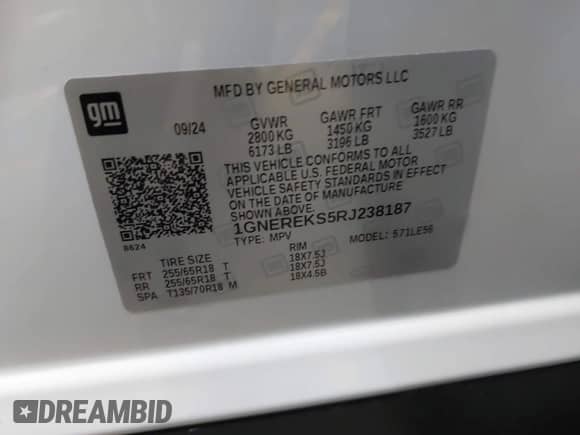 MFD BY GENERAL MOTORS LLC
gm
09/24 GVWR GAWR FRT GAWR RR
2800 KG 1450 KG 1600 KG
6173 LB 3196 LB 3527 LB
THIS VEHICLE CONFORMS TO ALL
APPLICABLE U.S. FEDERAL MOTOR
VEHICLE SAFETY STANDARDS IN EFFECT
ON THE DATE OF MANUFACTURE
SHOWN ABOVE.
1GNEREKS5RJ238187
8624 TYPE: MPV MODEL: 571LE56
TIRE SIZE RIM
FRT 255/65R18 T 18X7.5J
RR 255/65R18 T 18X7.5J
SPA T135/70R18 M 18X4.5B
DREAMBID